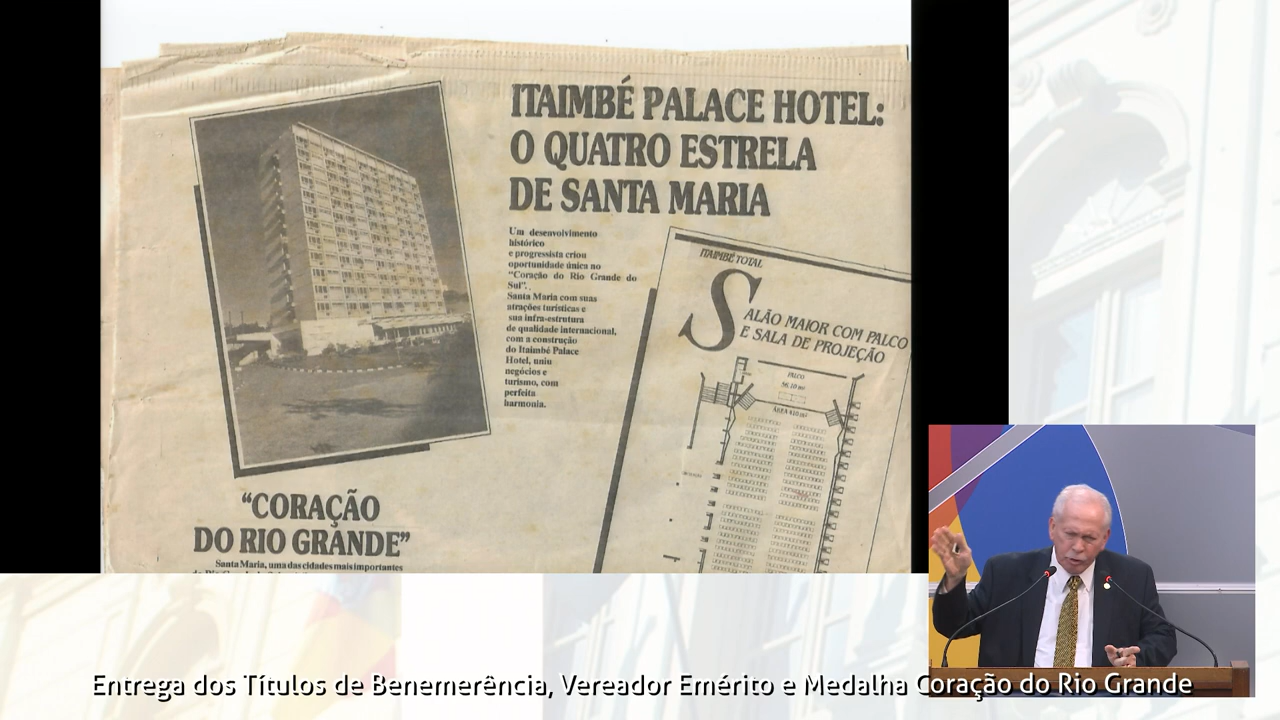 ITAIMBÉ PALACE HOTEL:
O QUATRO ESTRELA
DE SANTA MARIA
Um desenvolvimento
histórico
e progressista criou
oportunidade única no
“Coração do Rio Grande do
Sul”.
Santa Maria com suas
atrações turísticas e
sua infra-estrutura
de qualidade internacional,
com a construção
do Itaimbé Palace
Hotel, uniu
negócios e
turismo, com
perfeita
harmonia.
ITAIMBÉ TOTAL
SALÃO MAIOR COM PALCO
E SALA DE PROJEÇÃO
PALCO
“CORAÇÃO
DO RIO GRANDE”
Santa Maria, uma das cidades mais importantes
Entrega dos Títulos de Benemerência, Vereador Emérito e Medalha Coração do Rio Grande